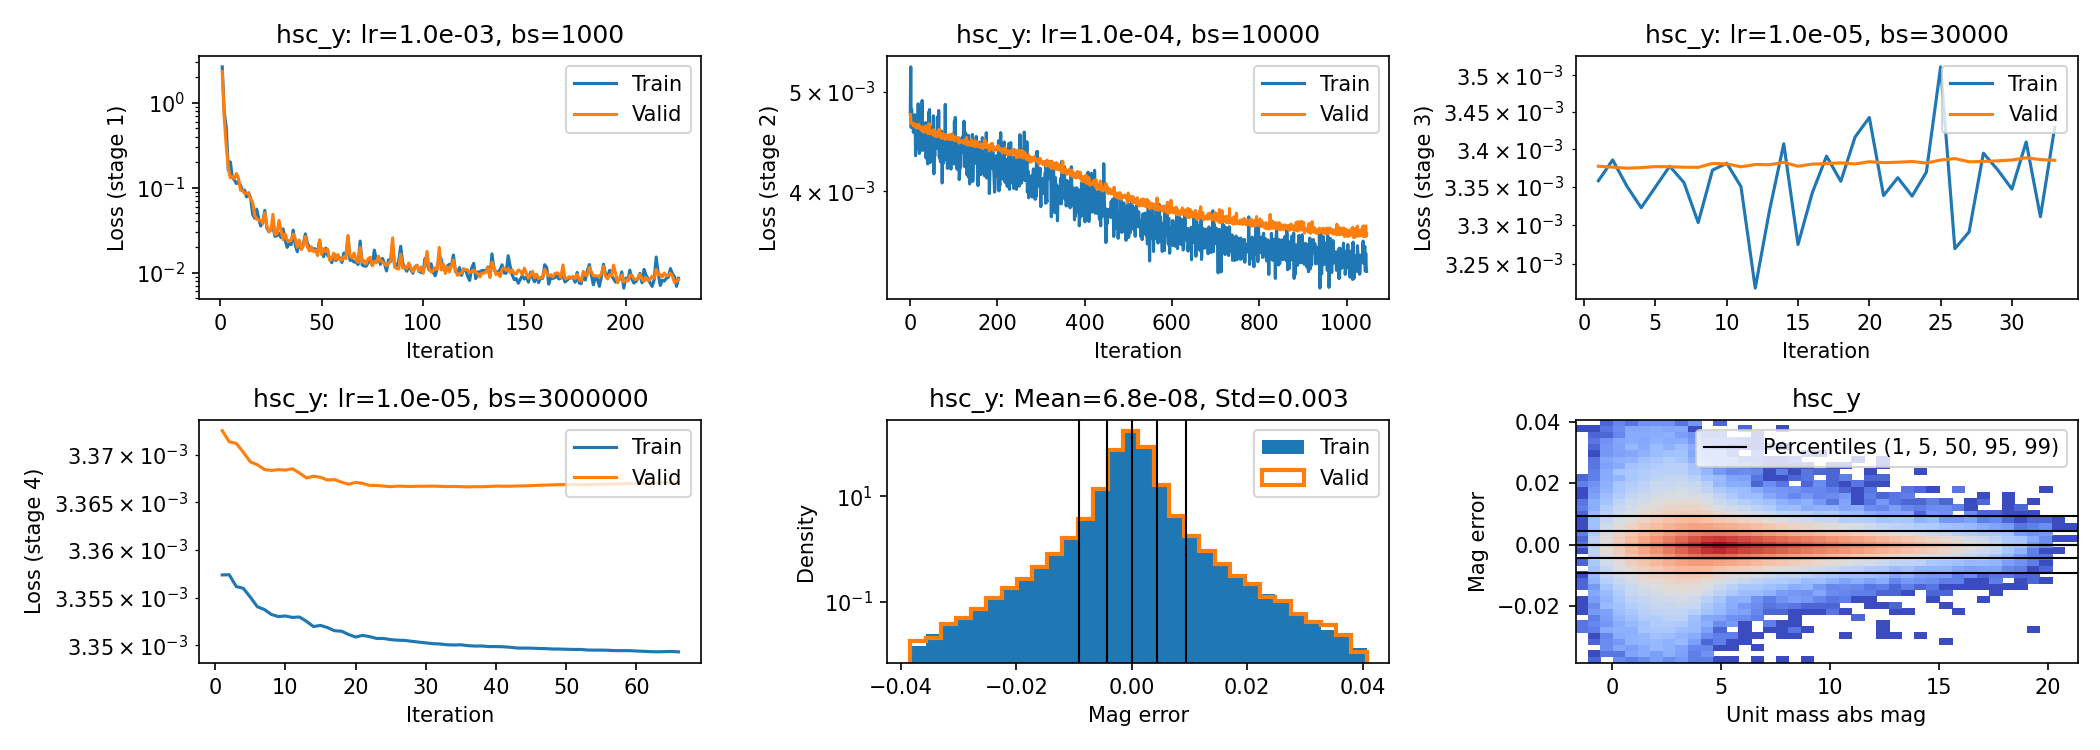 hsc_y: lr=1.0e-03, bs=1000
Loss (stage 1)
10⁰
10⁻¹
10⁻²
Train
Valid
0 50 100 150 200
Iteration
hsc_y: lr=1.0e-04, bs=10000
Loss (stage 2)
5 × 10⁻³
4 × 10⁻³
Train
Valid
0 200 400 600 800 1000
Iteration
hsc_y: lr=1.0e-05, bs=30000
Loss (stage 3)
3.5 × 10⁻³
3.45 × 10⁻³
3.4 × 10⁻³
3.35 × 10⁻³
3.3 × 10⁻³
3.25 × 10⁻³
Train
Valid
0 5 10 15 20 25 30
Iteration
hsc_y: lr=1.0e-05, bs=3000000
Loss (stage 4)
3.37 × 10⁻³
3.365 × 10⁻³
3.36 × 10⁻³
3.355 × 10⁻³
3.35 × 10⁻³
Train
Valid
0 10 20 30 40 50 60
Iteration
hsc_y: Mean=6.8e-08, Std=0.003
Density
10¹
10⁻¹
Train
Valid
−0.04 −0.02 0.00 0.02 0.04
Mag error
hsc_y
Mag error
0.04
0.02
0.00
−0.02
Percentiles (1, 5, 50, 95, 99)
0 5 10 15 20
Unit mass abs mag